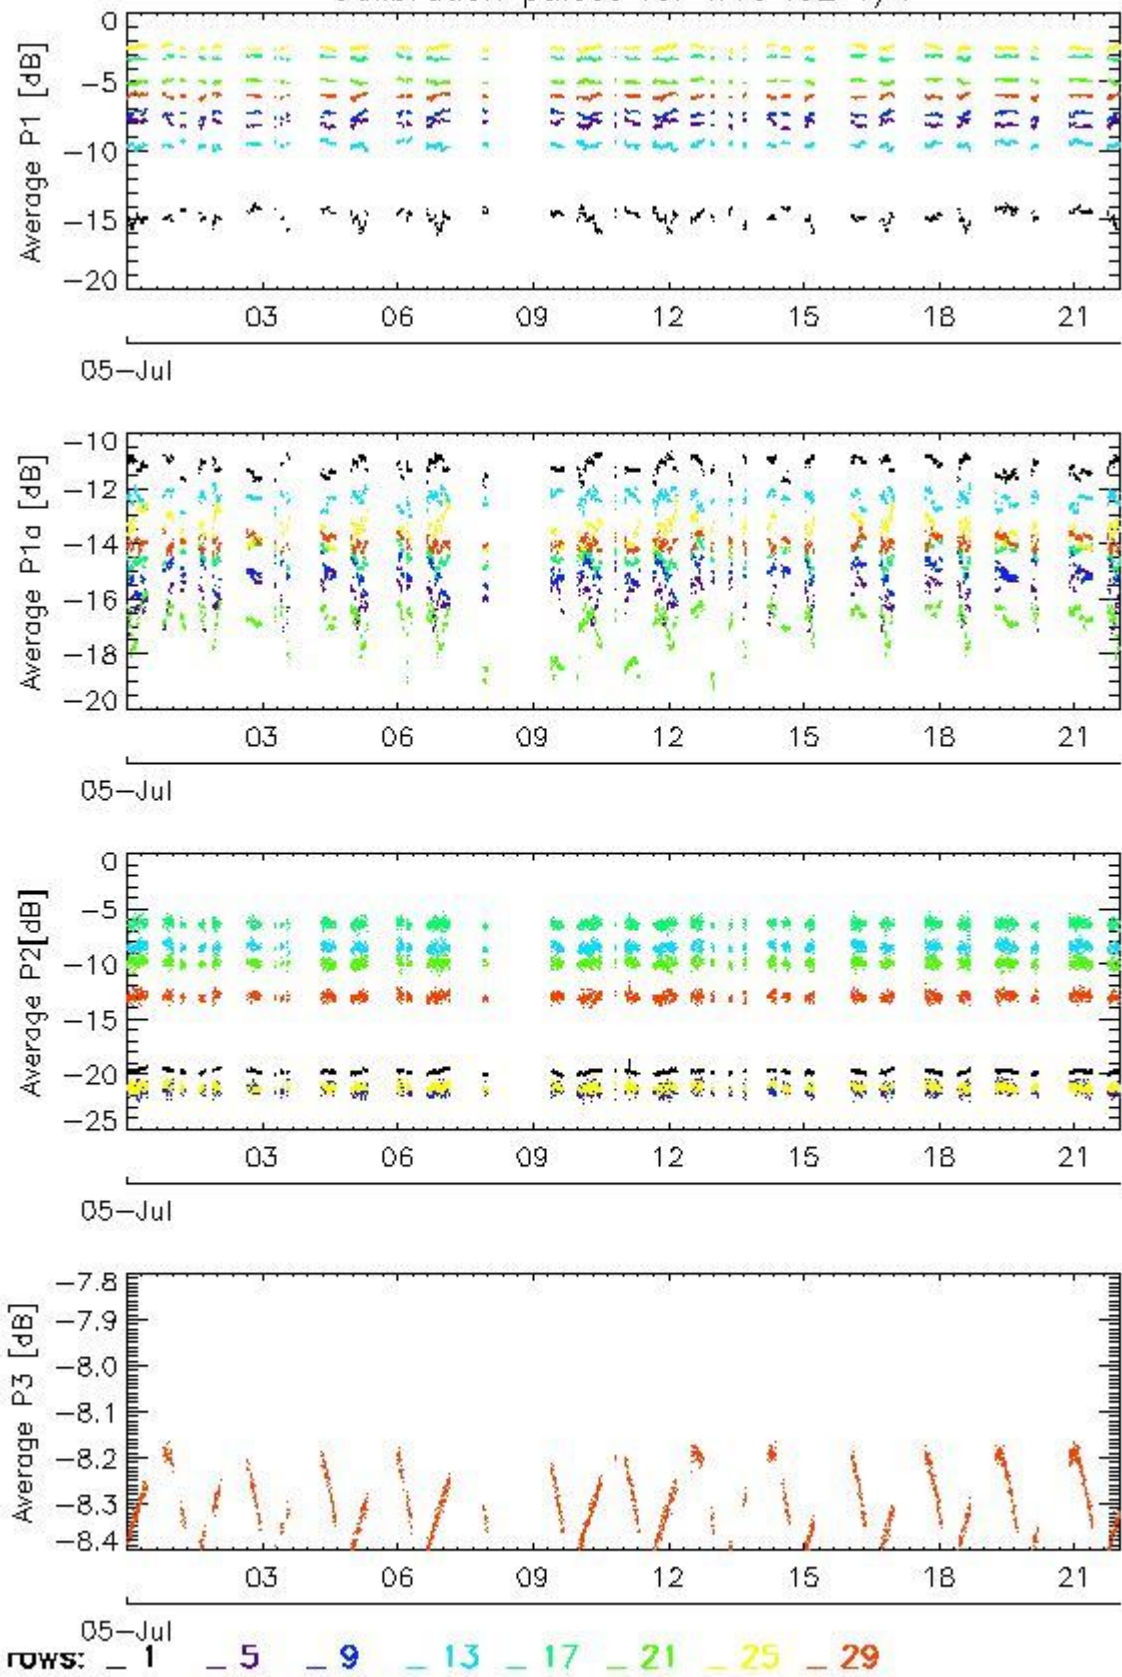 Average P1 [dB]
0
−5
−10
−15
−20
03 06 09 12 15 18 21
05−Jul
Average P1a [dB]
−10
−12
−14
−16
−18
−20
03 06 09 12 15 18 21
05−Jul
Average P2[dB]
0
−5
−10
−15
−20
−25
03 06 09 12 15 18 21
05−Jul
Average P3 [dB]
−7.8
−7.9
−8.0
−8.1
−8.2
−8.3
−8.4
03 06 09 12 15 18 21
05−Jul
rows: _ 1 _ 5 _ 9 _ 13 _ 17 _ 21 _ 25 _ 29